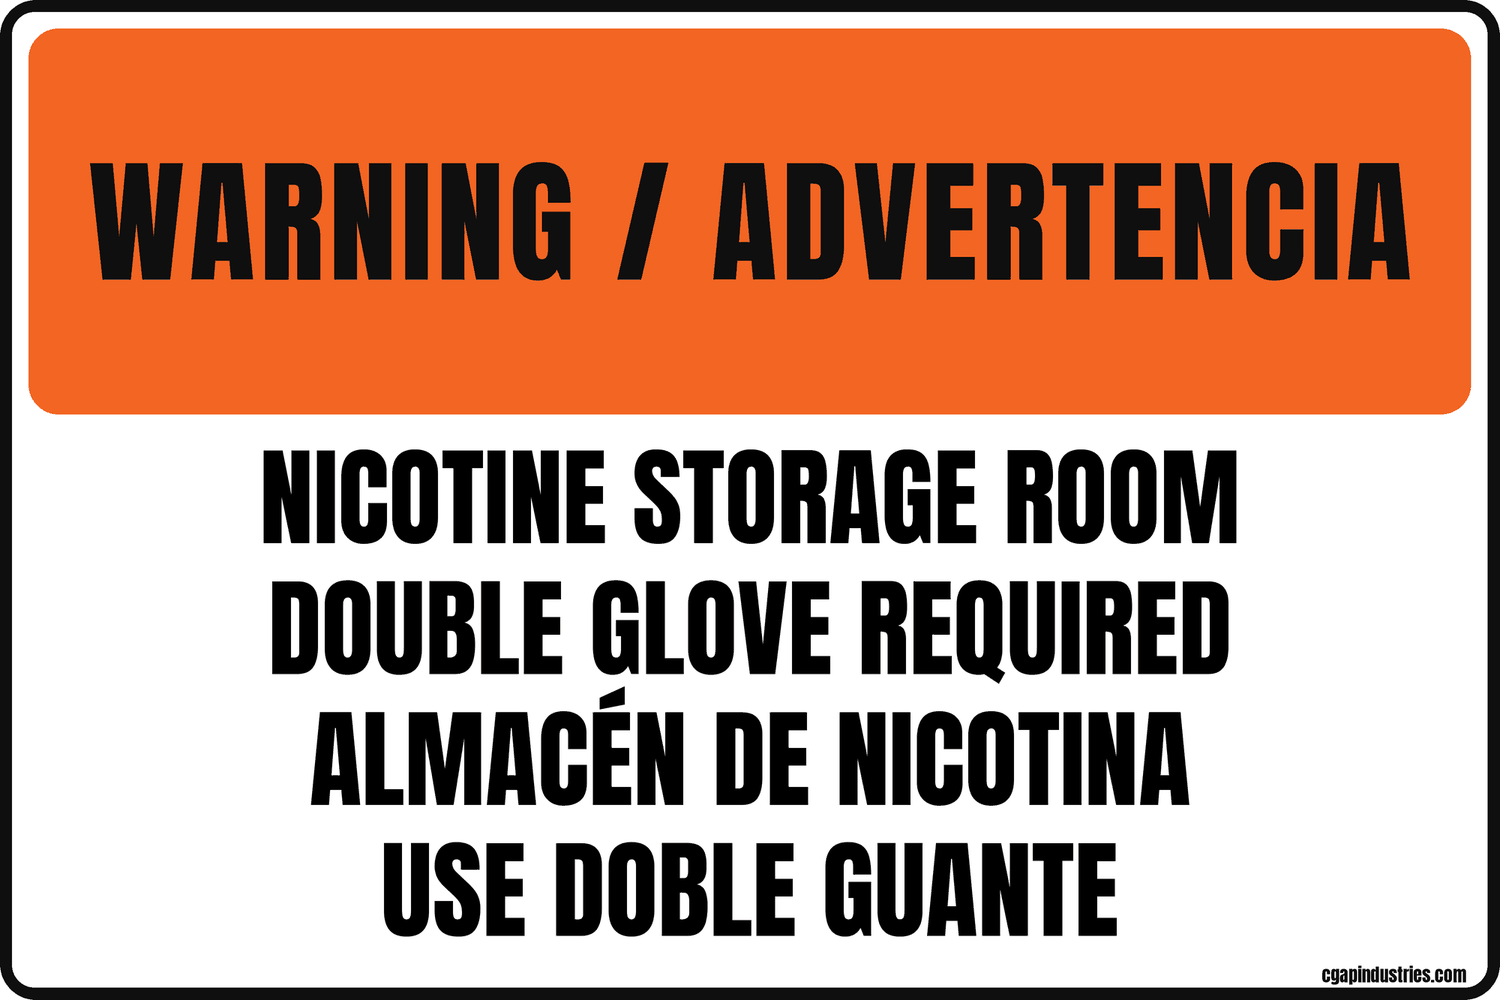 WARNING / ADVERTENCIA
NICOTINE STORAGE ROOM
DOUBLE GLOVE REQUIRED
ALMACÉN DE NICOTINA
USE DOBLE GUANTE
cgapindustries.com